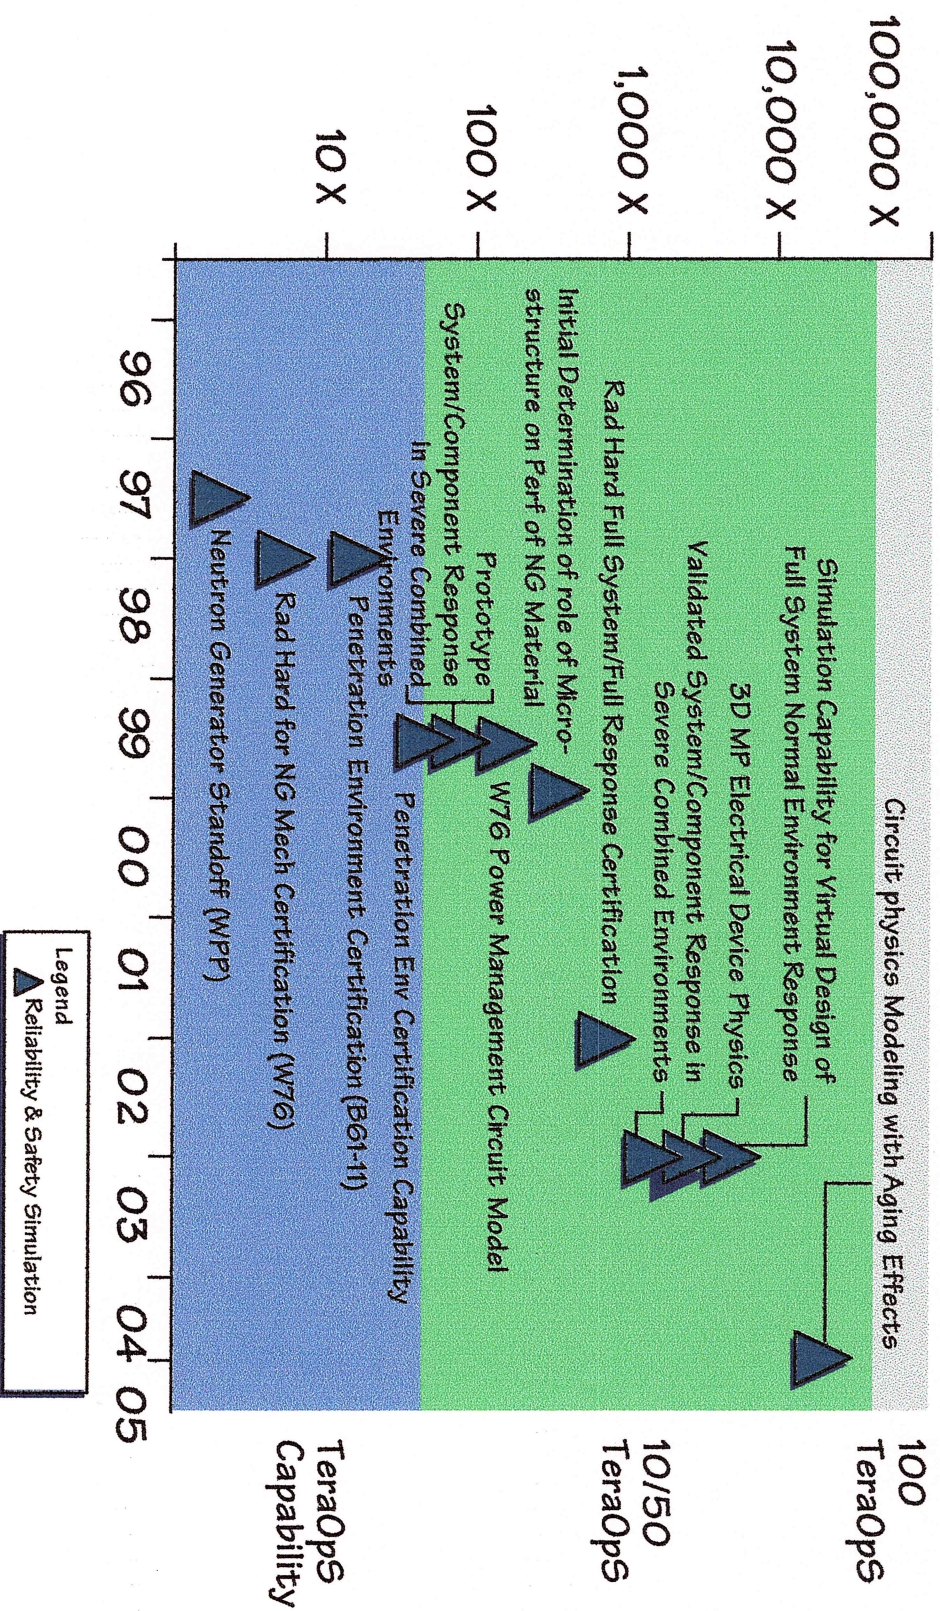 100,000 X
10,000 X
1,000 X
100 X
10 X
Circuit physics Modeling with Aging Effects
Simulation Capability for Virtual Design of
Full System Normal Environment Response
3D MP Electrical Device Physics
Validated System/Component Response in
Severe Combined Environments
Rad Hard Full System/Full Response Certification
Initial Determination of role of Micro-
structure on Perf of NG Material
Prototype
System/Component Response
In Severe Combined
Environments
W76 Power Management Circuit Model
Penetration Env Certification Capability
Penetration Environment Certification (B61-11)
Rad Hard for NG Mech Certification (W76)
Neutron Generator Standoff (WPP)
100
TeraOpS
10/50
TeraOpS
TeraOpS
Capability
96
97
98
99
00
01
02
03
04
05
Legend
Reliability & Safety Simulation